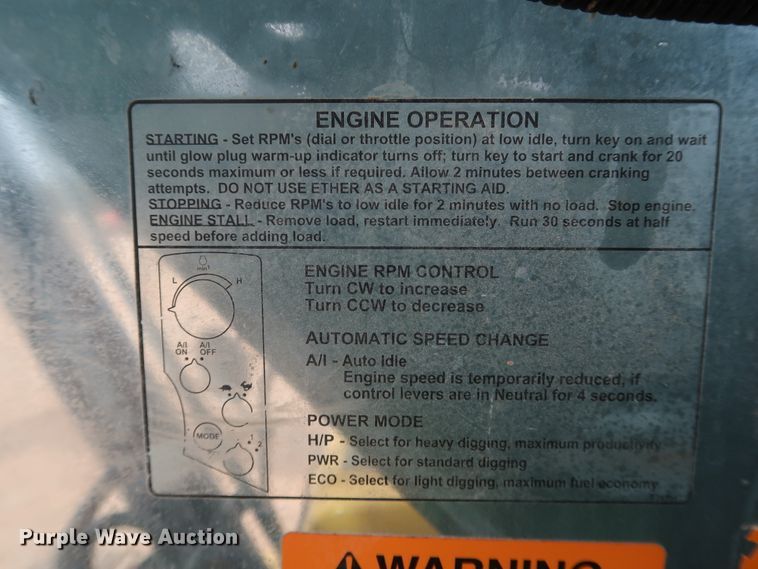 ENGINE OPERATION
STARTING - Set RPM's (dial or throttle position) at low idle, turn key on and wait
until glow plug warm-up indicator turns off; turn key to start and crank for 20
seconds maximum or less if required. Allow 2 minutes between cranking
attempts. DO NOT USE ETHER AS A STARTING AID.
STOPPING - Reduce RPM's to low idle for 2 minutes with no load. Stop engine.
ENGINE STALL - Remove load, restart immediately. Run 30 seconds at half
speed before adding load.
min⁻¹
L H
A/I ON A/I OFF
MODE
1 2
ENGINE RPM CONTROL
Turn CW to increase
Turn CCW to decrease
AUTOMATIC SPEED CHANGE
A/I - Auto Idle
Engine speed is temporarily reduced, if
control levers are in Neutral for 4 seconds.
POWER MODE
H/P - Select for heavy digging, maximum productivity
PWR - Select for standard digging
ECO - Select for light digging, maximum fuel economy
WARNING
Purple Wave Auction